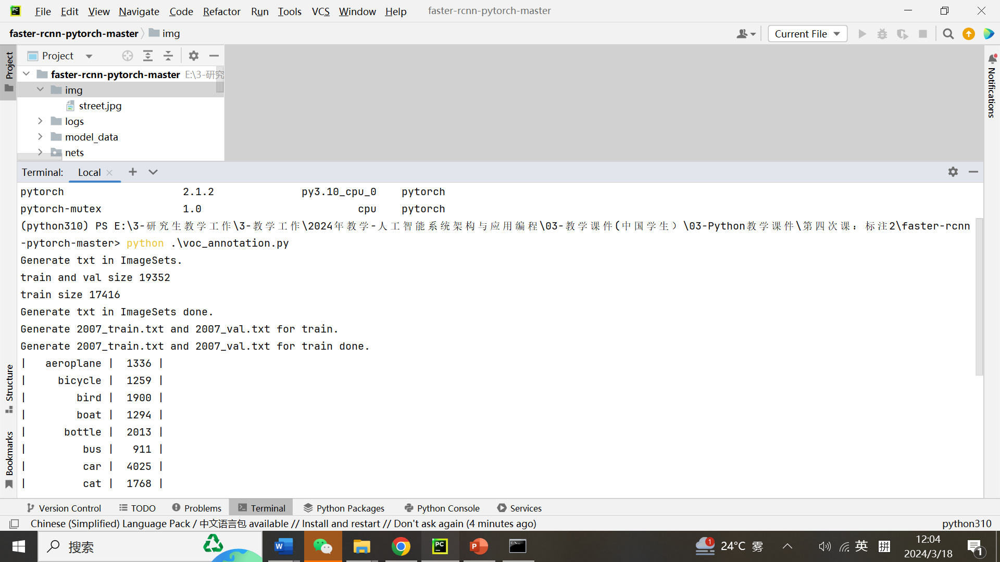 File Edit View Navigate Code Refactor Run Tools VCS Window Help faster-rcnn-pytorch-master
faster-rcnn-pytorch-master img
Current File
Project
faster-rcnn-pytorch-master E:\3-研究
img
street.jpg
logs
model_data
nets
Project
Structure
Bookmarks
Notifications
Terminal: Local
pytorch 2.1.2 py3.10_cpu_0 pytorch
pytorch-mutex 1.0 cpu pytorch
(python310) PS E:\3-研究生教学工作\3-教学工作\2024年教学-人工智能系统架构与应用编程\03-教学课件(中国学生）\03-Python教学课件\第四次课：标注2\faster-rcnn
-pytorch-master> python .\voc_annotation.py
Generate txt in ImageSets.
train and val size 19352
train size 17416
Generate txt in ImageSets done.
Generate 2007_train.txt and 2007_val.txt for train.
Generate 2007_train.txt and 2007_val.txt for train done.
| aeroplane | 1336 |
| bicycle | 1259 |
| bird | 1900 |
| boat | 1294 |
| bottle | 2013 |
| bus | 911 |
| car | 4025 |
| cat | 1768 |
Version Control TODO Problems Terminal Python Packages Python Console Services
Chinese (Simplified) Language Pack / 中文语言包 available // Install and restart // Don't ask again (4 minutes ago) python310
搜索
24°C 雾
英
拼
12:04
2024/3/18
1